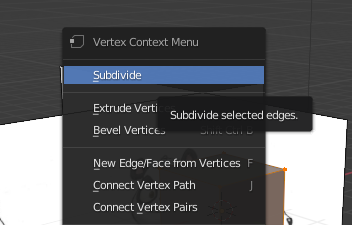 Vertex Context Menu
Subdivide
Extrude
Subdivide selected edges.
Bevel Vertices
New Edge/Face from Vertices F
Connect Vertex Path J
Connect Vertex Pairs